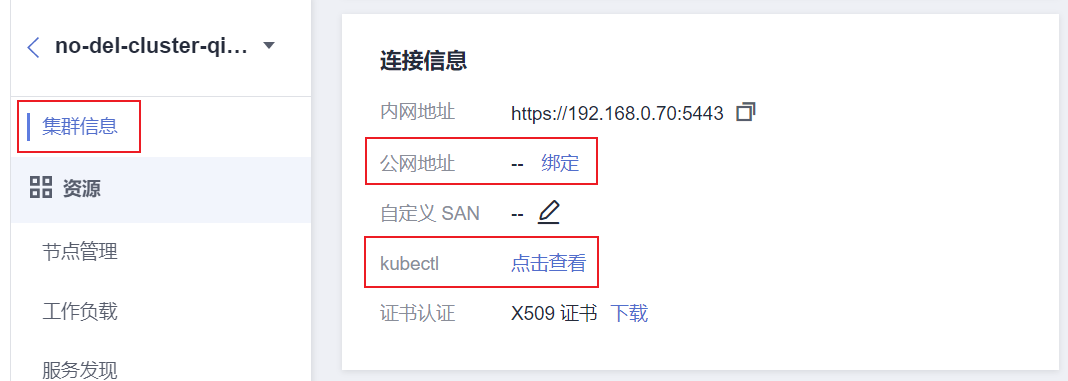 no-del-cluster-qi...
集群信息
资源
节点管理
工作负载
服务发现
连接信息
内网地址 https://192.168.0.70:5443
公网地址 -- 绑定
自定义 SAN --
kubectl 点击查看
证书认证 X509 证书 下载